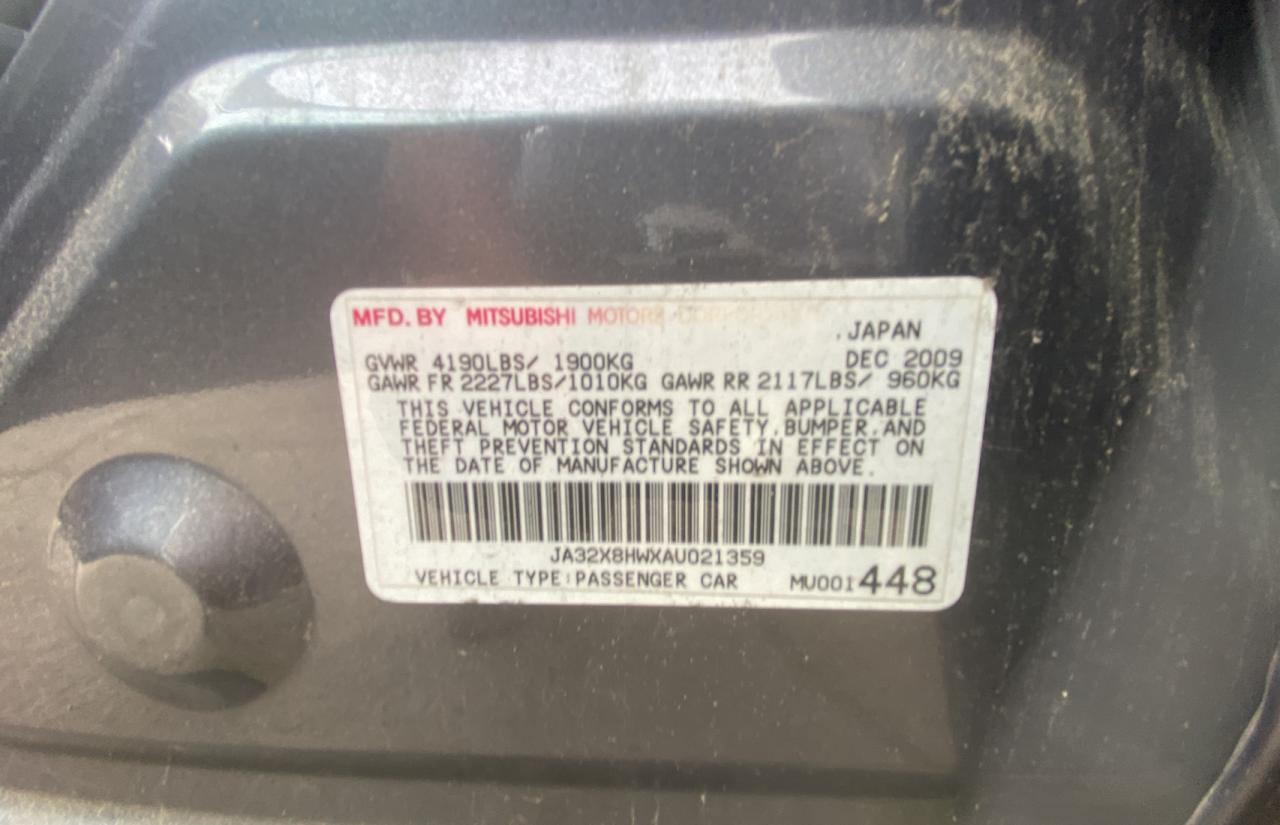 MFD. BY MITSUBISHI MOTORS CORPORATION
JAPAN
GVWR 4190LBS/ 1900KG DEC 2009
GAWR FR 2227LBS/1010KG GAWR RR 2117LBS/ 960KG
THIS VEHICLE CONFORMS TO ALL APPLICABLE
FEDERAL MOTOR VEHICLE SAFETY,BUMPER,AND
THEFT PREVENTION STANDARDS IN EFFECT ON
THE DATE OF MANUFACTURE SHOWN ABOVE.
JA32X8HWXAU021359
VEHICLE TYPE:PASSENGER CAR MU001448